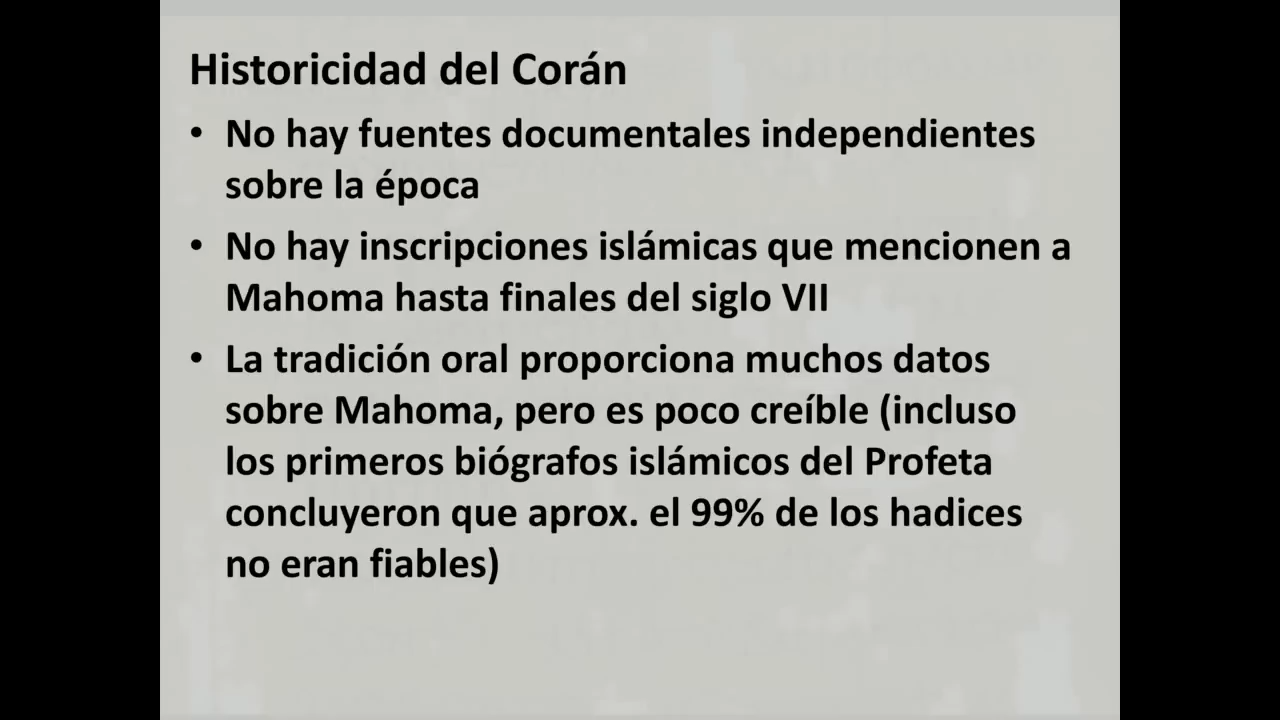 Historicidad del Corán
• No hay fuentes documentales independientes
sobre la época
• No hay inscripciones islámicas que mencionen a
Mahoma hasta finales del siglo VII
• La tradición oral proporciona muchos datos
sobre Mahoma, pero es poco creíble (incluso
los primeros biógrafos islámicos del Profeta
concluyeron que aprox. el 99% de los hadices
no eran fiables)